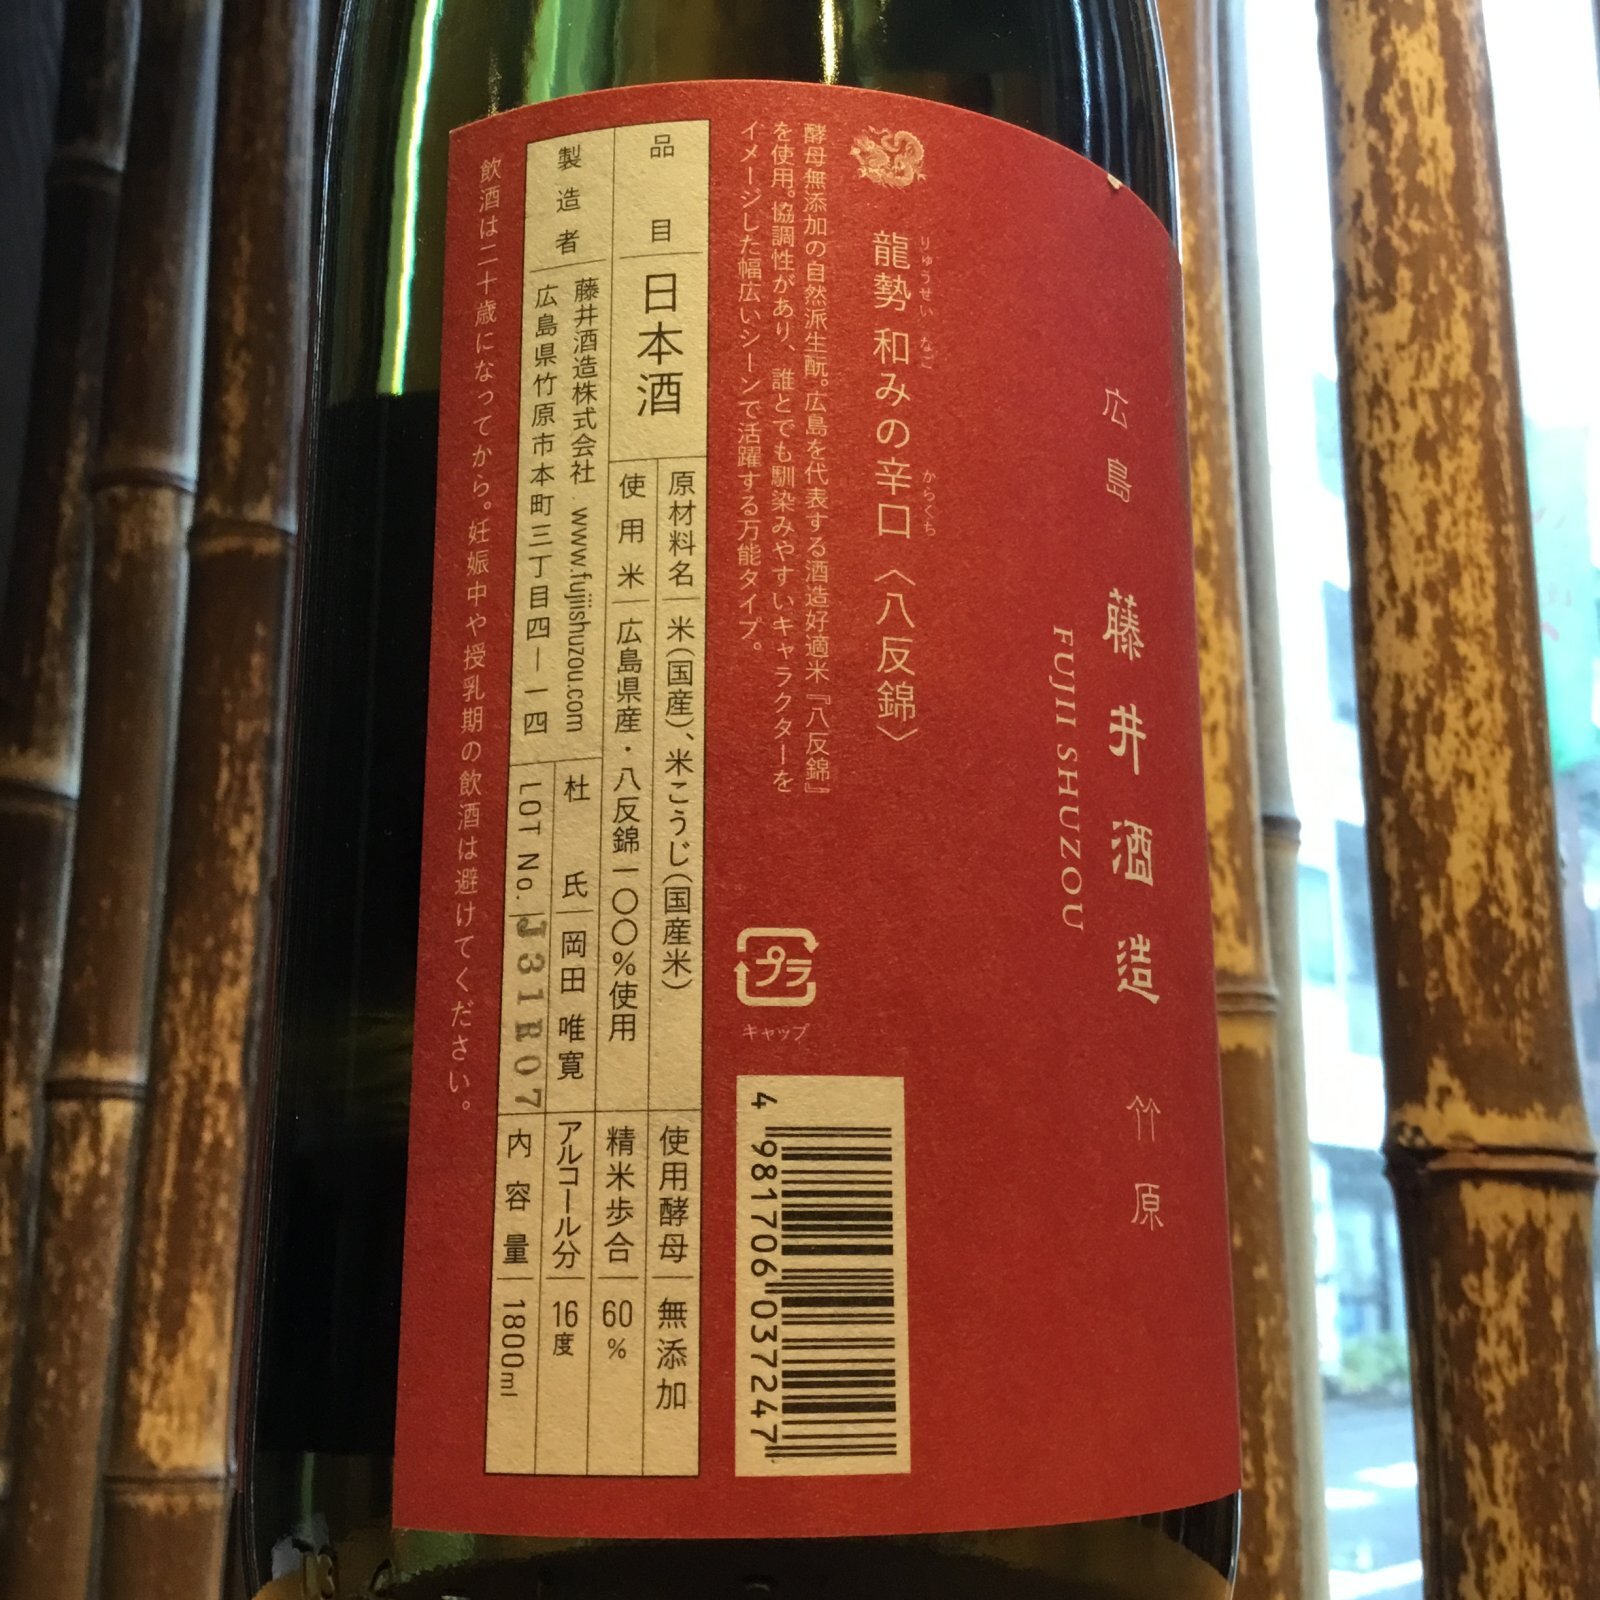 広島 藤井酒造 竹原
FUJII SHUZOU
りゅうせい なご からくち
龍勢 和みの辛口〈八反錦〉
酵母無添加の自然派生酛。広島を代表する酒造好適米『八反錦』
を使用。協調性があり、誰とでも馴染みやすいキャラクターを
イメージした幅広いシーンで活躍する万能タイプ。
プラ
キャップ
4 981706 037247
品目 日本酒
原材料名 米(国産)、米こうじ(国産米)
使用酵母 無添加
使用米 広島県産・八反錦一〇〇%使用
精米歩合 60%
製造者 藤井酒造株式会社 www.fujiishuzou.com
広島県竹原市本町三丁目四—一四
杜氏 岡田 唯寛
アルコール分 16度
LOT No. J31R07
内容量 1800ml
飲酒は二十歳になってから。妊娠中や授乳期の飲酒は避けてください。